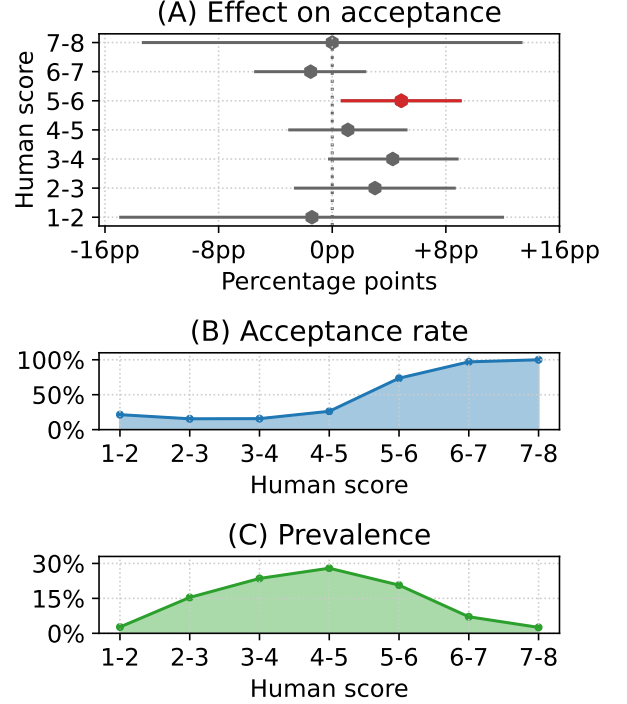 (A) Effect on acceptance
Human score
7-8
6-7
5-6
4-5
3-4
2-3
1-2
-16pp -8pp 0pp +8pp +16pp
Percentage points
(B) Acceptance rate
100%
50%
0%
1-2 2-3 3-4 4-5 5-6 6-7 7-8
Human score
(C) Prevalence
30%
15%
0%
1-2 2-3 3-4 4-5 5-6 6-7 7-8
Human score